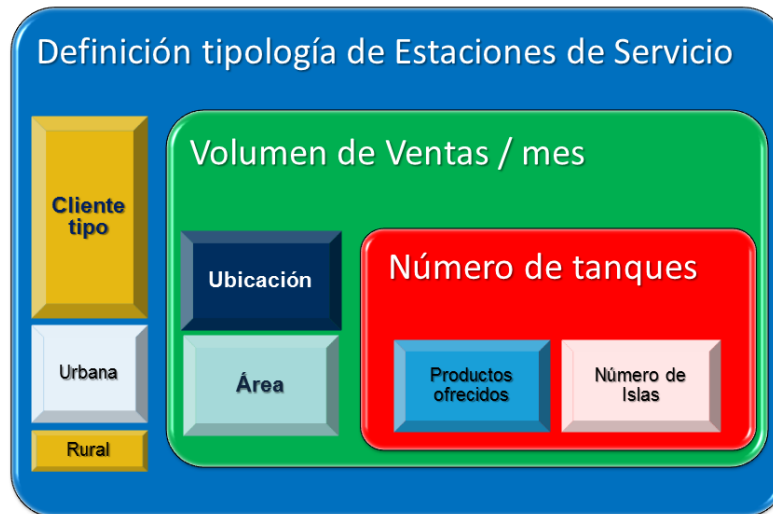 Definición tipología de Estaciones de Servicio
Volumen de Ventas / mes
Cliente
tipo
Ubicación
Número de tanques
Urbana
Área
Productos
ofrecidos
Número de
Islas
Rural